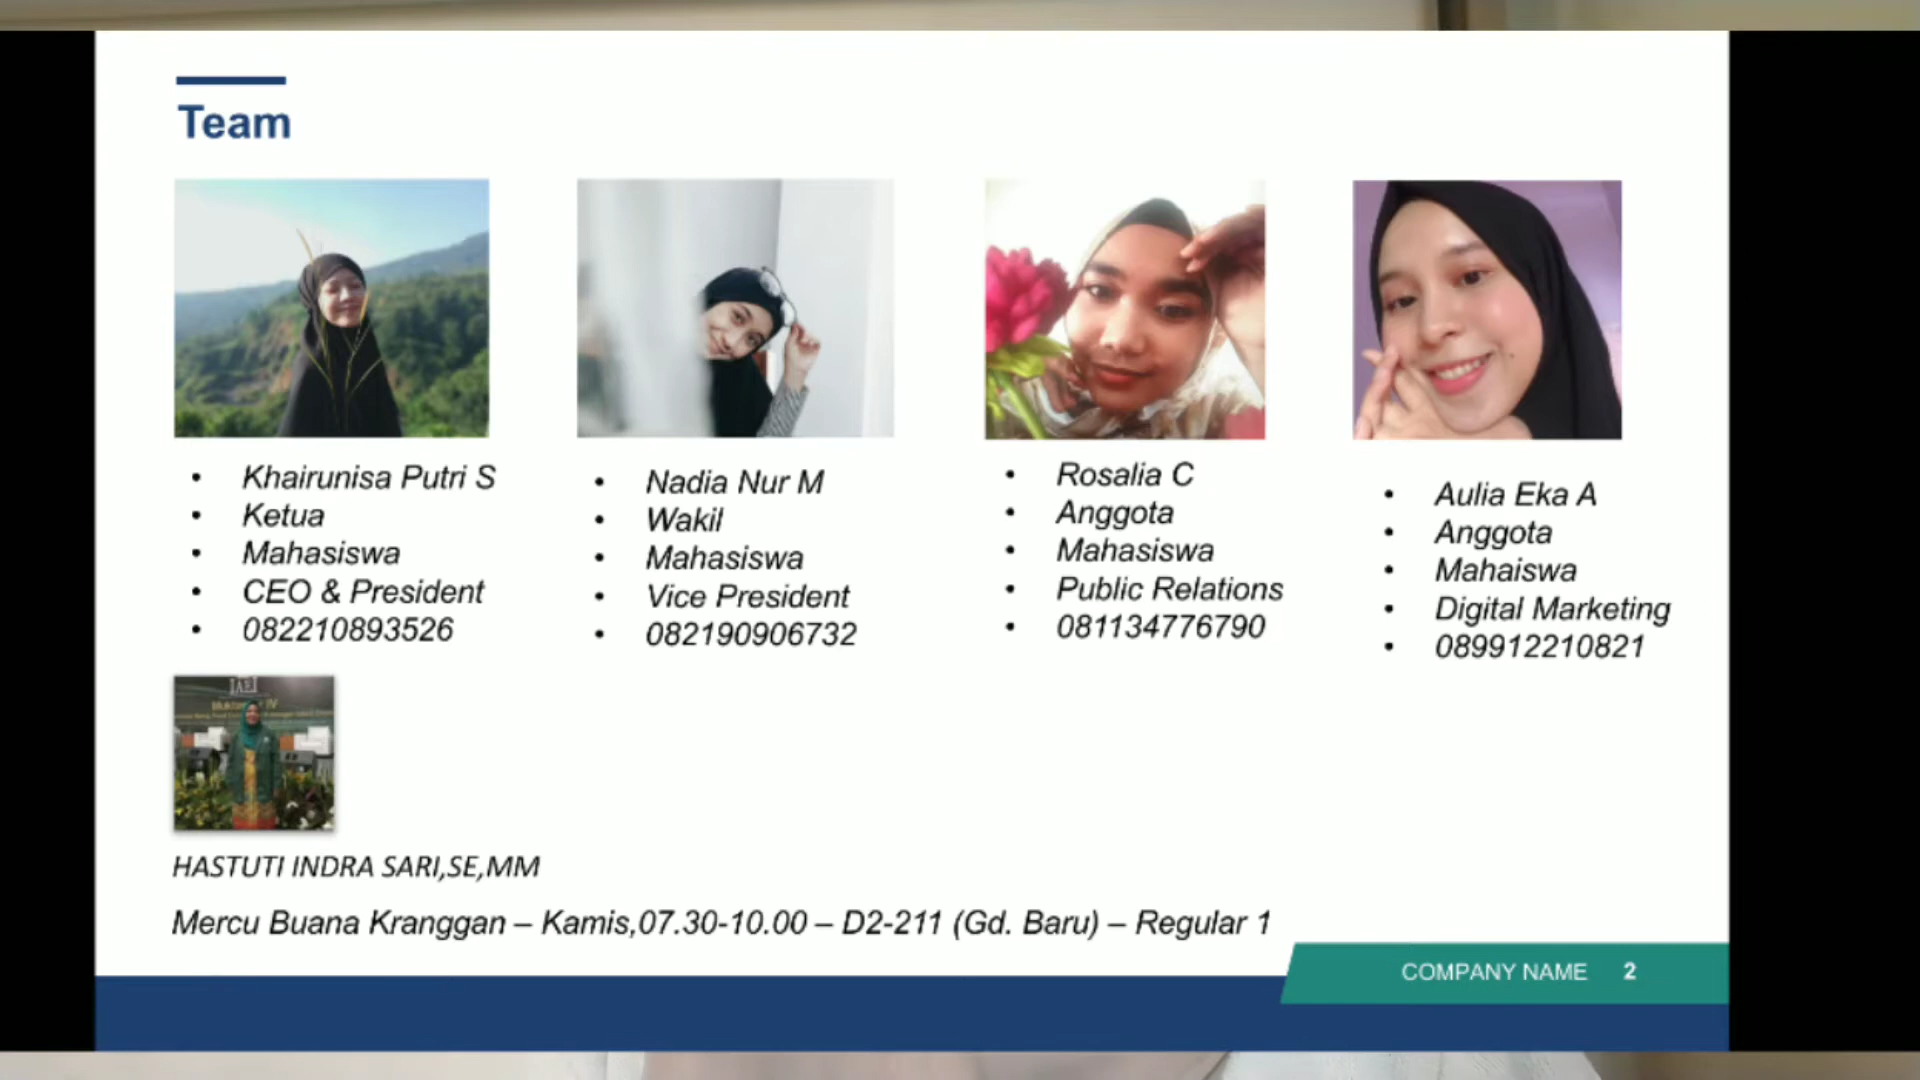 Team
• Khairunisa Putri S
• Ketua
• Mahasiswa
• CEO & President
• 082210893526
• Nadia Nur M
• Wakil
• Mahasiswa
• Vice President
• 082190906732
• Rosalia C
• Anggota
• Mahasiswa
• Public Relations
• 081134776790
• Aulia Eka A
• Anggota
• Mahaiswa
• Digital Marketing
• 089912210821
HASTUTI INDRA SARI,SE,MM
Mercu Buana Kranggan – Kamis,07.30-10.00 – D2-211 (Gd. Baru) – Regular 1
COMPANY NAME 2